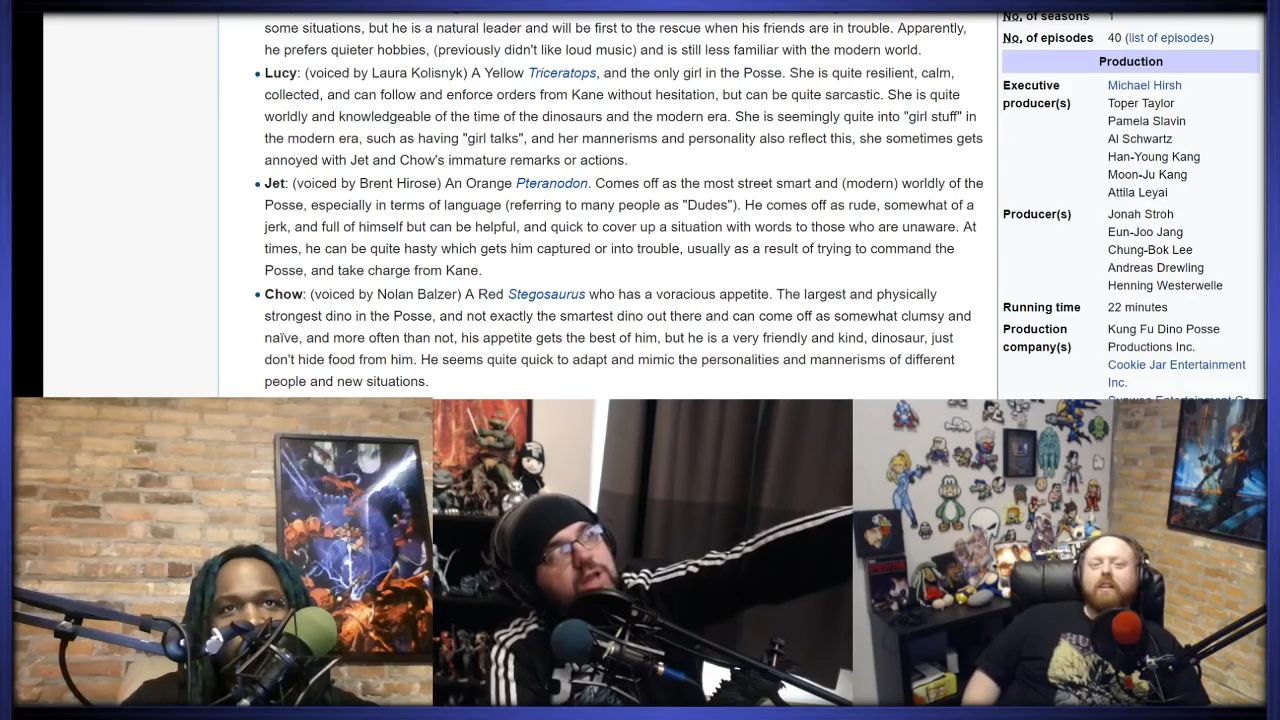 some situations, but he is a natural leader and will be first to the rescue when his friends are in trouble. Apparently,
he prefers quieter hobbies, (previously didn't like loud music) and is still less familiar with the modern world.
• Lucy: (voiced by Laura Kolisnyk) A Yellow Triceratops, and the only girl in the Posse. She is quite resilient, calm,
collected, and can follow and enforce orders from Kane without hesitation, but can be quite sarcastic. She is quite
worldly and knowledgeable of the time of the dinosaurs and the modern era. She is seemingly quite into "girl stuff" in
the modern era, such as having "girl talks", and her mannerisms and personality also reflect this, she sometimes gets
annoyed with Jet and Chow's immature remarks or actions.
• Jet: (voiced by Brent Hirose) An Orange Pteranodon. Comes off as the most street smart and (modern) worldly of the
Posse, especially in terms of language (referring to many people as "Dudes"). He comes off as rude, somewhat of a
jerk, and full of himself but can be helpful, and quick to cover up a situation with words to those who are unaware. At
times, he can be quite hasty which gets him captured or into trouble, usually as a result of trying to command the
Posse, and take charge from Kane.
• Chow: (voiced by Nolan Balzer) A Red Stegosaurus who has a voracious appetite. The largest and physically
strongest dino in the Posse, and not exactly the smartest dino out there and can come off as somewhat clumsy and
naïve, and more often than not, his appetite gets the best of him, but he is a very friendly and kind, dinosaur, just
don't hide food from him. He seems quite quick to adapt and mimic the personalities and mannerisms of different
people and new situations.
No. of seasons 1
No. of episodes 40 (list of episodes)
Production
Executive producer(s) Michael Hirsh
Toper Taylor
Pamela Slavin
Al Schwartz
Han-Young Kang
Moon-Ju Kang
Attila Leyai
Producer(s) Jonah Stroh
Eun-Joo Jang
Chung-Bok Lee
Andreas Drewling
Henning Westerwelle
Running time 22 minutes
Production company(s) Kung Fu Dino Posse
Productions Inc.
Cookie Jar Entertainment
Inc.